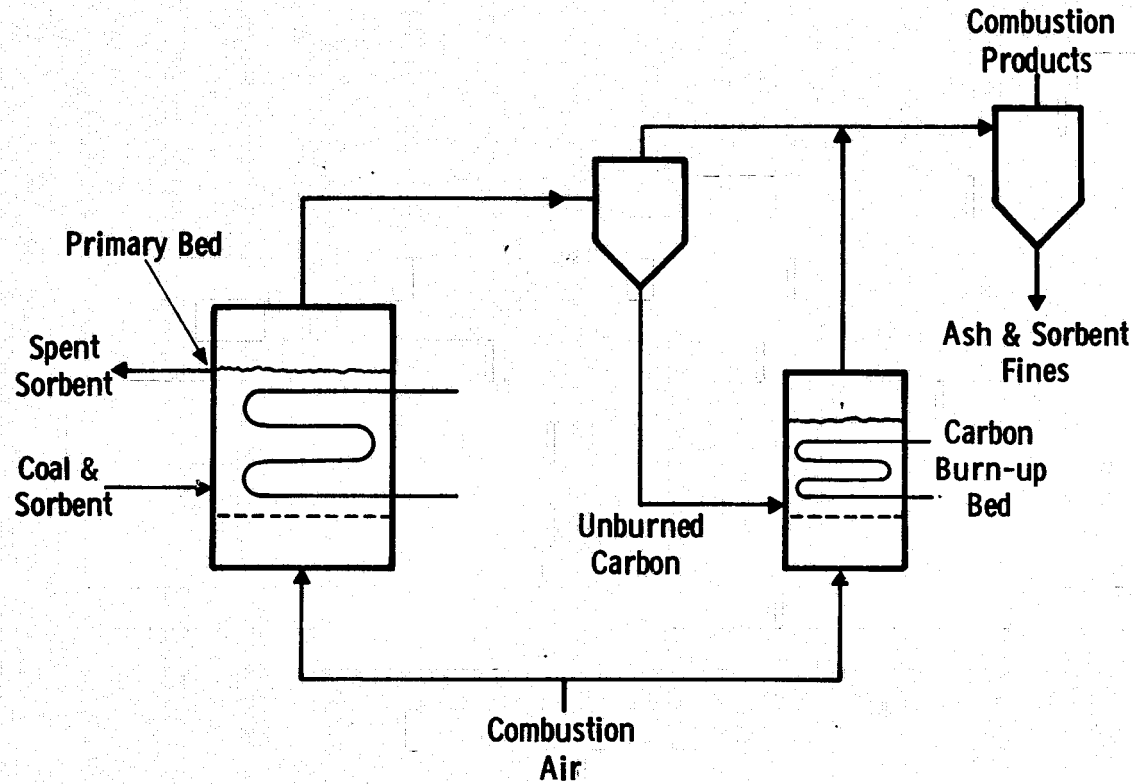 Combustion
Products
Primary Bed
Spent
Sorbent
Ash & Sorbent
Fines
Coal &
Sorbent
Carbon
Burn-up
Bed
Unburned
Carbon
Combustion
Air